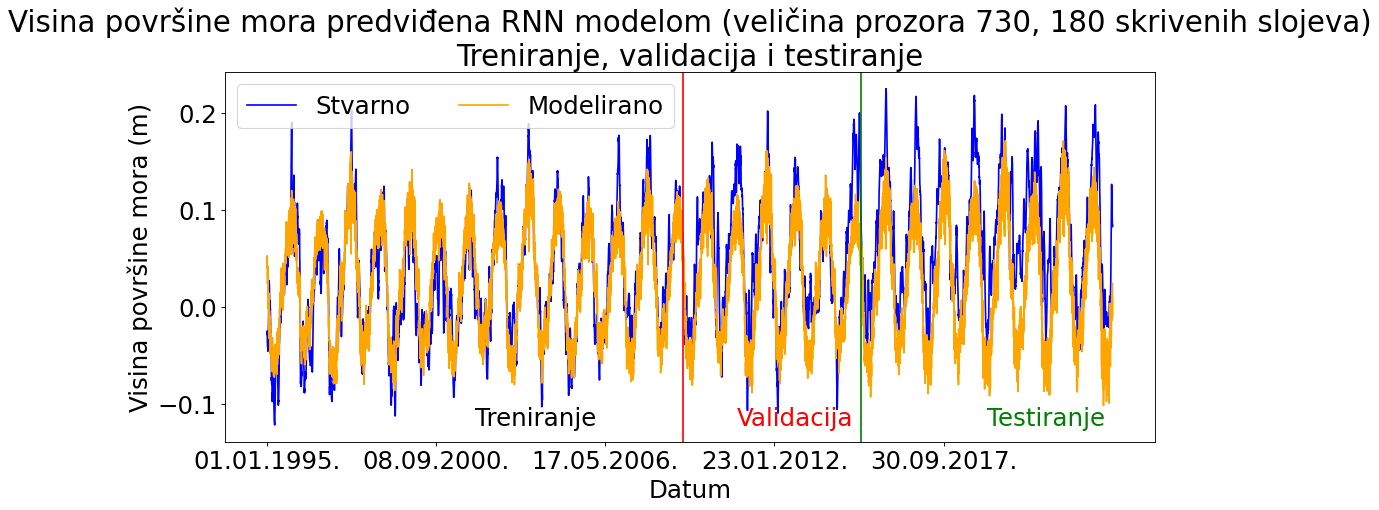 Visina površine mora predviđena RNN modelom (veličina prozora 730, 180 skrivenih slojeva)
Treniranje, validacija i testiranje
Stvarno
Modelirano
Visina površine mora (m)
0.2
0.1
0.0
−0.1
Treniranje
Validacija
Testiranje
01.01.1995.
08.09.2000.
17.05.2006.
23.01.2012.
30.09.2017.
Datum